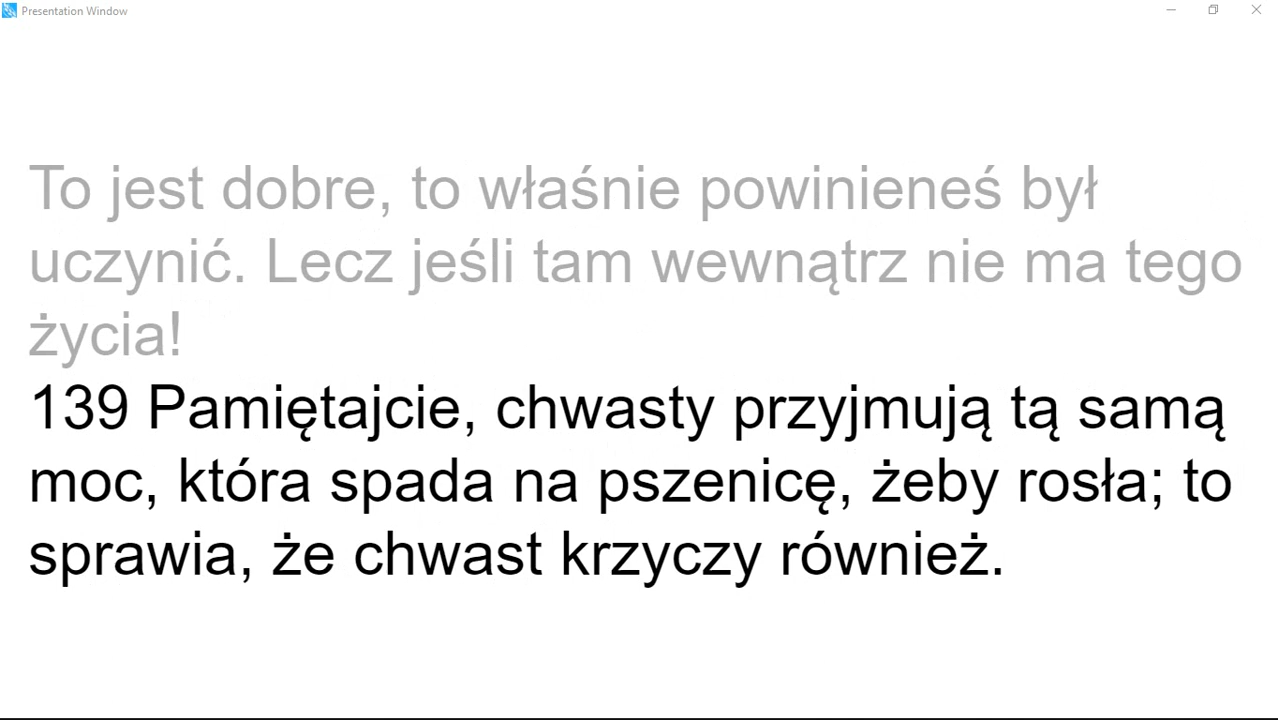 Presentation Window
To jest dobre, to właśnie powinieneś był
uczynić. Lecz jeśli tam wewnątrz nie ma tego
życia!
139 Pamiętajcie, chwasty przyjmują tą samą
moc, która spada na pszenicę, żeby rosła; to
sprawia, że chwast krzyczy również.